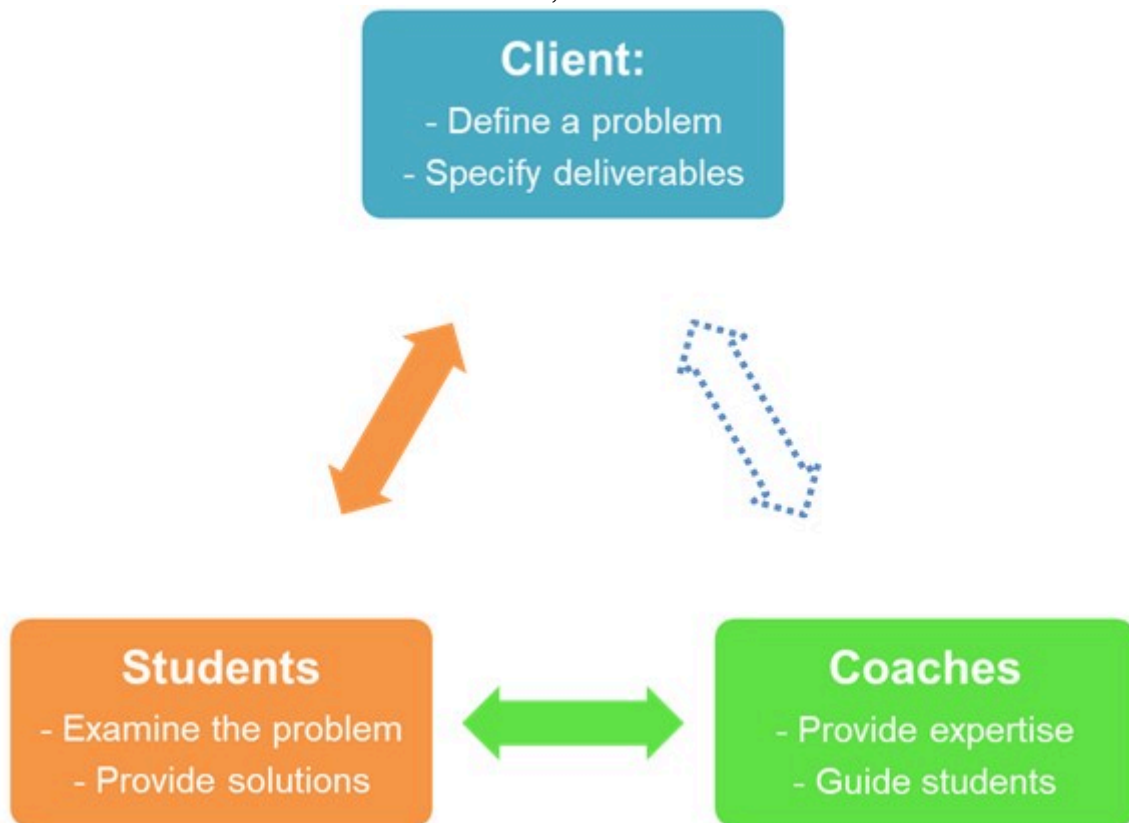 Client:
- Define a problem
- Specify deliverables
Students
- Examine the problem
- Provide solutions
Coaches
- Provide expertise
- Guide students